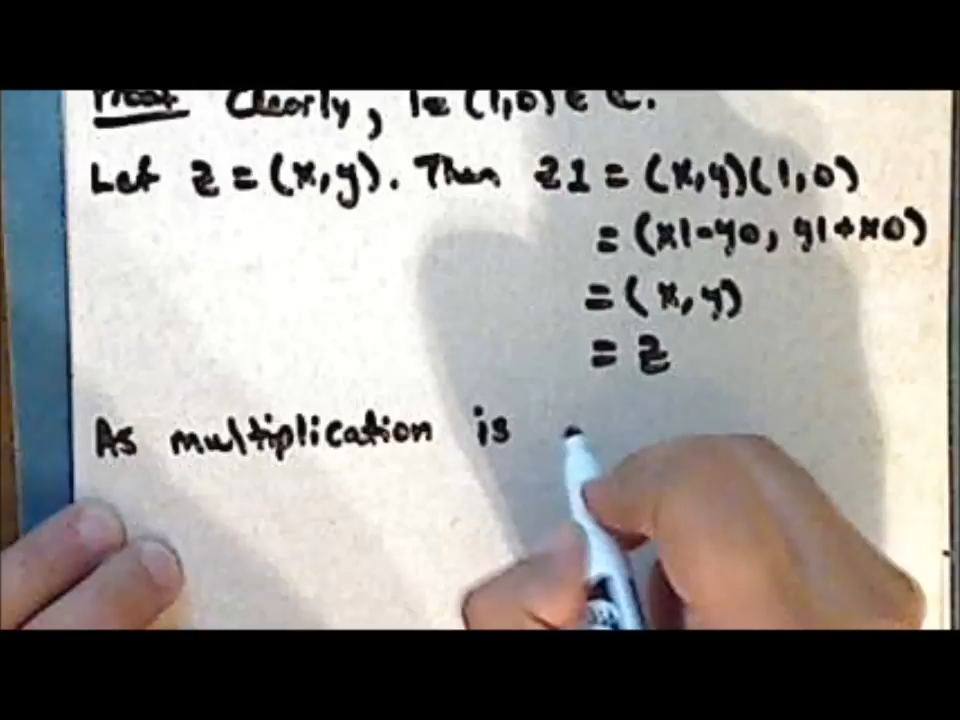 Proof Clearly, 1=(1,0)∈ℂ.
Let z=(x,y). Then z1=(x,y)(1,0)
=(x1-y0, y1+x0)
=(x,y)
=z
As multiplication is